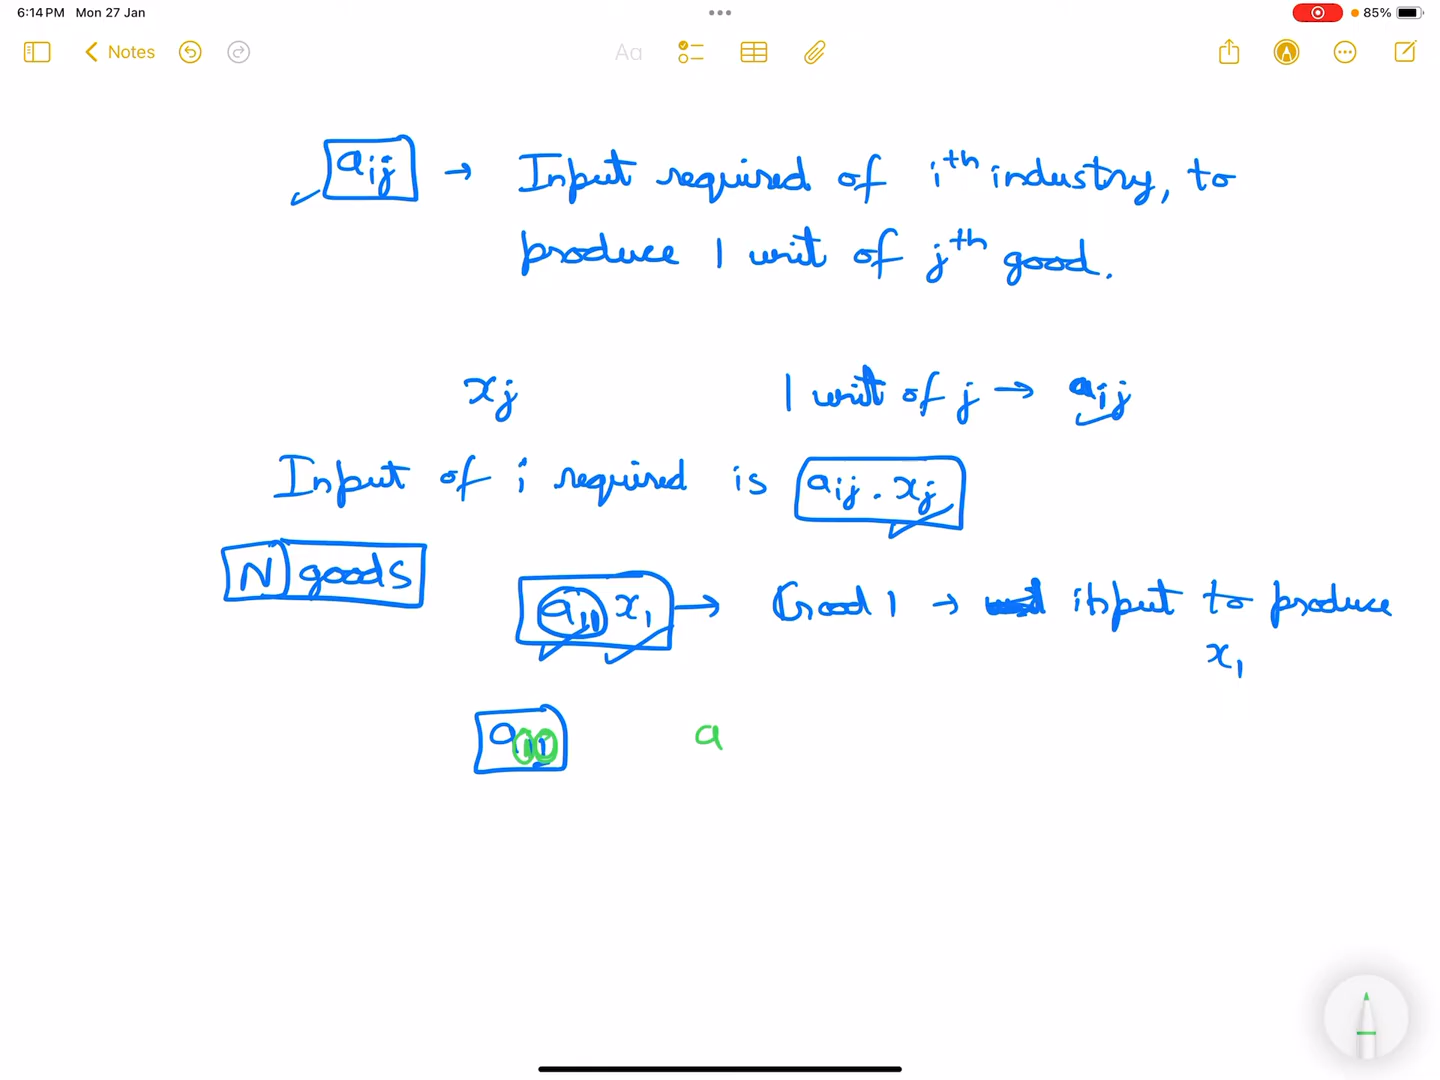 6:14 PM Mon 27 Jan
85%
Notes
Aa
aij → Input required of ith industry, to
produce 1 unit of jth good.
xj 1 unit of j → aij
Input of i required is aij . xj
N goods
a11 x1 → Good 1 → input to produce
x1
a11 a